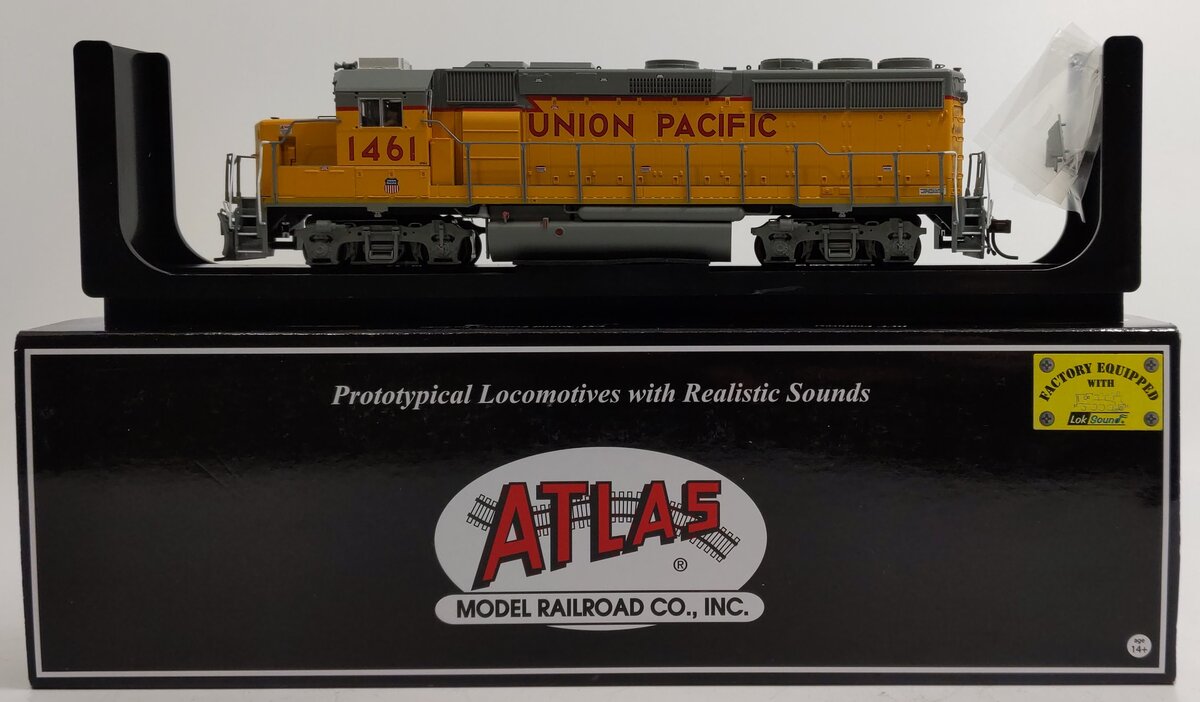 UNION PACIFIC
1461
Prototypical Locomotives with Realistic Sounds
FACTORY EQUIPPED
WITH
LokSound
ATLAS
®
MODEL RAILROAD CO., INC.
age
14+